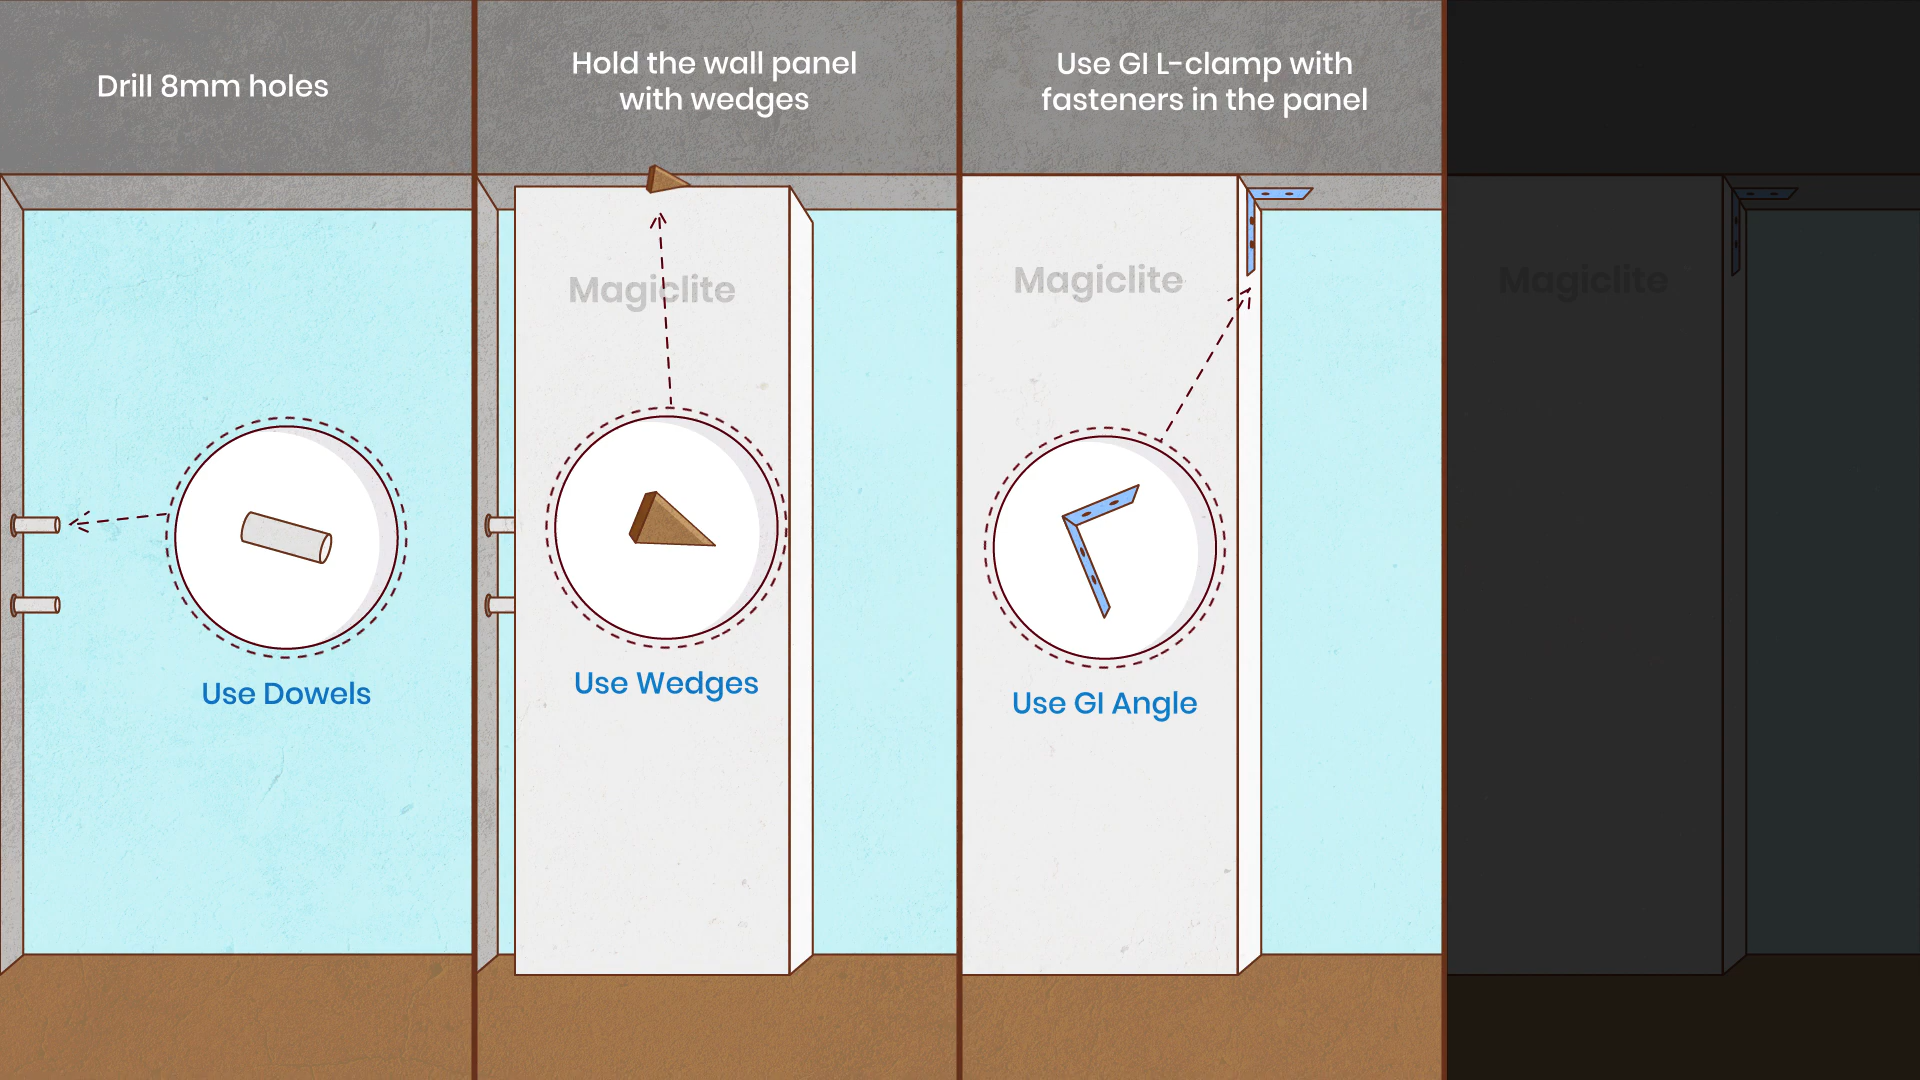 Drill 8mm holes
Use Dowels
Hold the wall panel
with wedges
Magiclite
Use Wedges
Use GI L-clamp with
fasteners in the panel
Magiclite
Use GI Angle
Magiclite